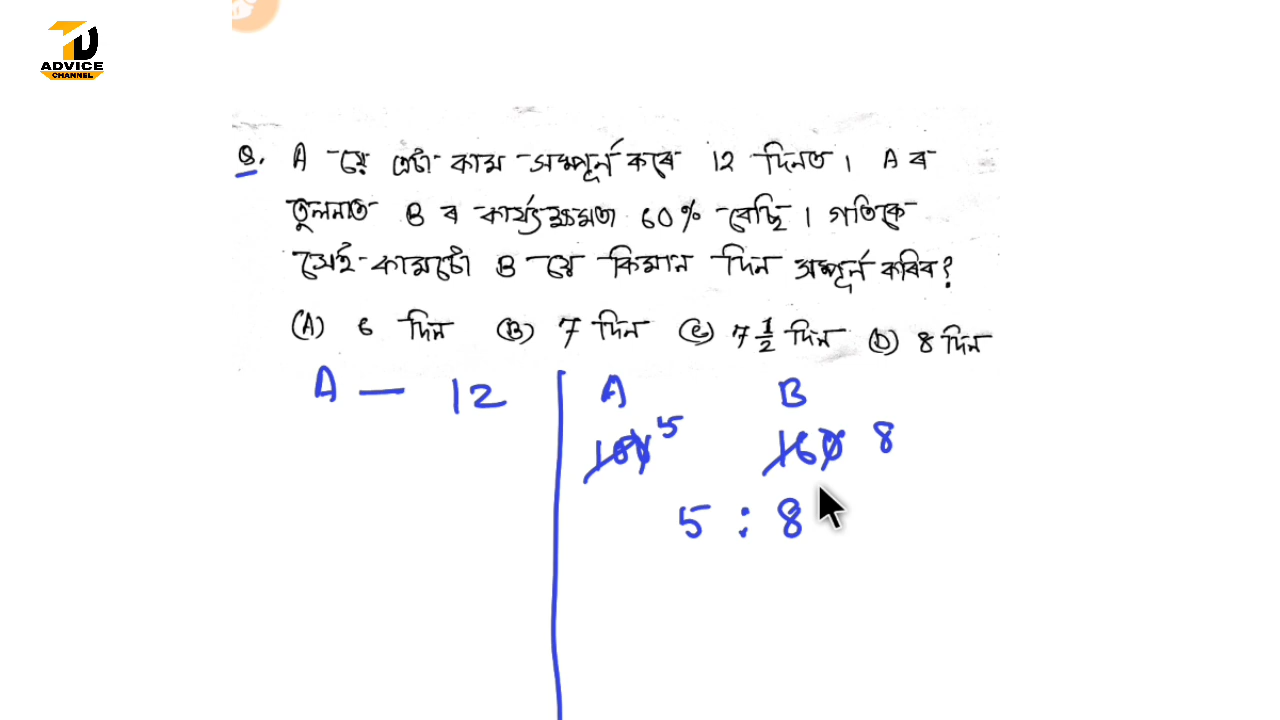 TD
ADVICE
CHANNEL
Q. A য়ে এটা কাম সম্পূৰ্ন কৰে 12 দিনত। A ৰ
তুলনাত B ৰ কাৰ্য্যক্ষমতা 60% বেছি। গতিকে
সেই কামটো B য়ে কিমান দিন সম্পূৰ্ন কৰিব?
(A) 6 দিন (B) 7 দিন (C) 7 1/2 দিন (D) 8 দিন
A — 12
A B
100 5 160 8
5 : 8